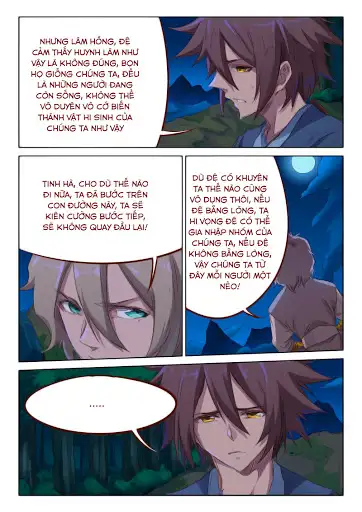 NHƯNG LÂM HỒNG, ĐỆ
CẢM THẤY HUYNH LÀM NHƯ
VẬY LÀ KHÔNG ĐÚNG, BỌN
HỌ GIỐNG CHÚNG TA, ĐỀU
LÀ NHỮNG NGƯỜI ĐANG
CÒN SỐNG, KHÔNG THỂ
VÔ DUYÊN VÔ CỚ BIẾN
THÀNH VẬT HI SINH CỦA
CHÚNG TA NHƯ VẬY
TINH HÀ, CHO DÙ THẾ NÀO
ĐI NỮA, TA ĐÃ BƯỚC TRÊN
CON ĐƯỜNG NÀY, TA SẼ
KIÊN CƯỜNG BƯỚC TIẾP,
SẼ KHÔNG QUAY ĐẦU LẠI!
DÙ ĐỆ CÓ KHUYÊN
TA THẾ NÀO CŨNG
VÔ DỤNG THÔI, NẾU
ĐỆ BẰNG LÒNG, TA
HI VỌNG ĐỆ CÓ THỂ
GIA NHẬP NHÓM CỦA
CHÚNG TA, NẾU ĐỆ
KHÔNG BẰNG LÒNG,
VẬY CHÚNG TA TỪ
ĐÂY MỖI NGƯỜI MỘT
NẺO!
.....